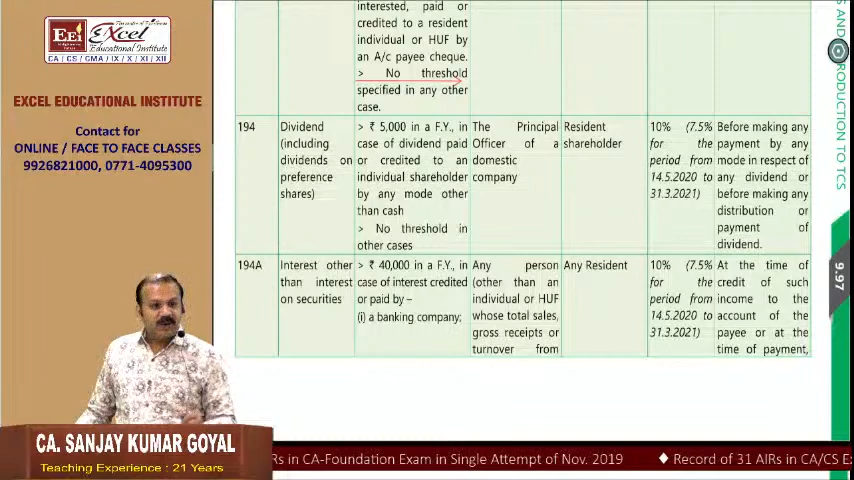 EEi
Excel
Educational Institute
CA / CS / CMA / IX / X / XI / XII
EXCEL EDUCATIONAL INSTITUTE
Contact for
ONLINE / FACE TO FACE CLASSES
9926821000, 0771-4095300
interested, paid or
credited to a resident
individual or HUF by
an A/c payee cheque.
> No threshold
specified in any other
case.
194
Dividend
(including
dividends on
preference
shares)
> ₹ 5,000 in a F.Y., in
case of dividend paid
or credited to an
individual shareholder
by any mode other
than cash
> No threshold in
other cases
The Principal
Officer of a
domestic
company
Resident
shareholder
10% (7.5%
for the
period from
14.5.2020 to
31.3.2021)
Before making any
payment by any
mode in respect of
any dividend or
before making any
distribution or
payment of
dividend.
194A
Interest other
than interest
on securities
> ₹ 40,000 in a F.Y., in
case of interest credited
or paid by –
(i) a banking company;
Any person
(other than an
individual or HUF
whose total sales,
gross receipts or
turnover from
Any Resident
10% (7.5%
for the
period from
14.5.2020 to
31.3.2021)
At the time of
credit of such
income to the
account of the
payee or at the
time of payment,
S AND
RODUCTION TO TCS
9.97
CA. SANJAY KUMAR GOYAL
Teaching Experience : 21 Years
Rs in CA-Foundation Exam in Single Attempt of Nov. 2019 ♦ Record of 31 AIRs in CA/CS E